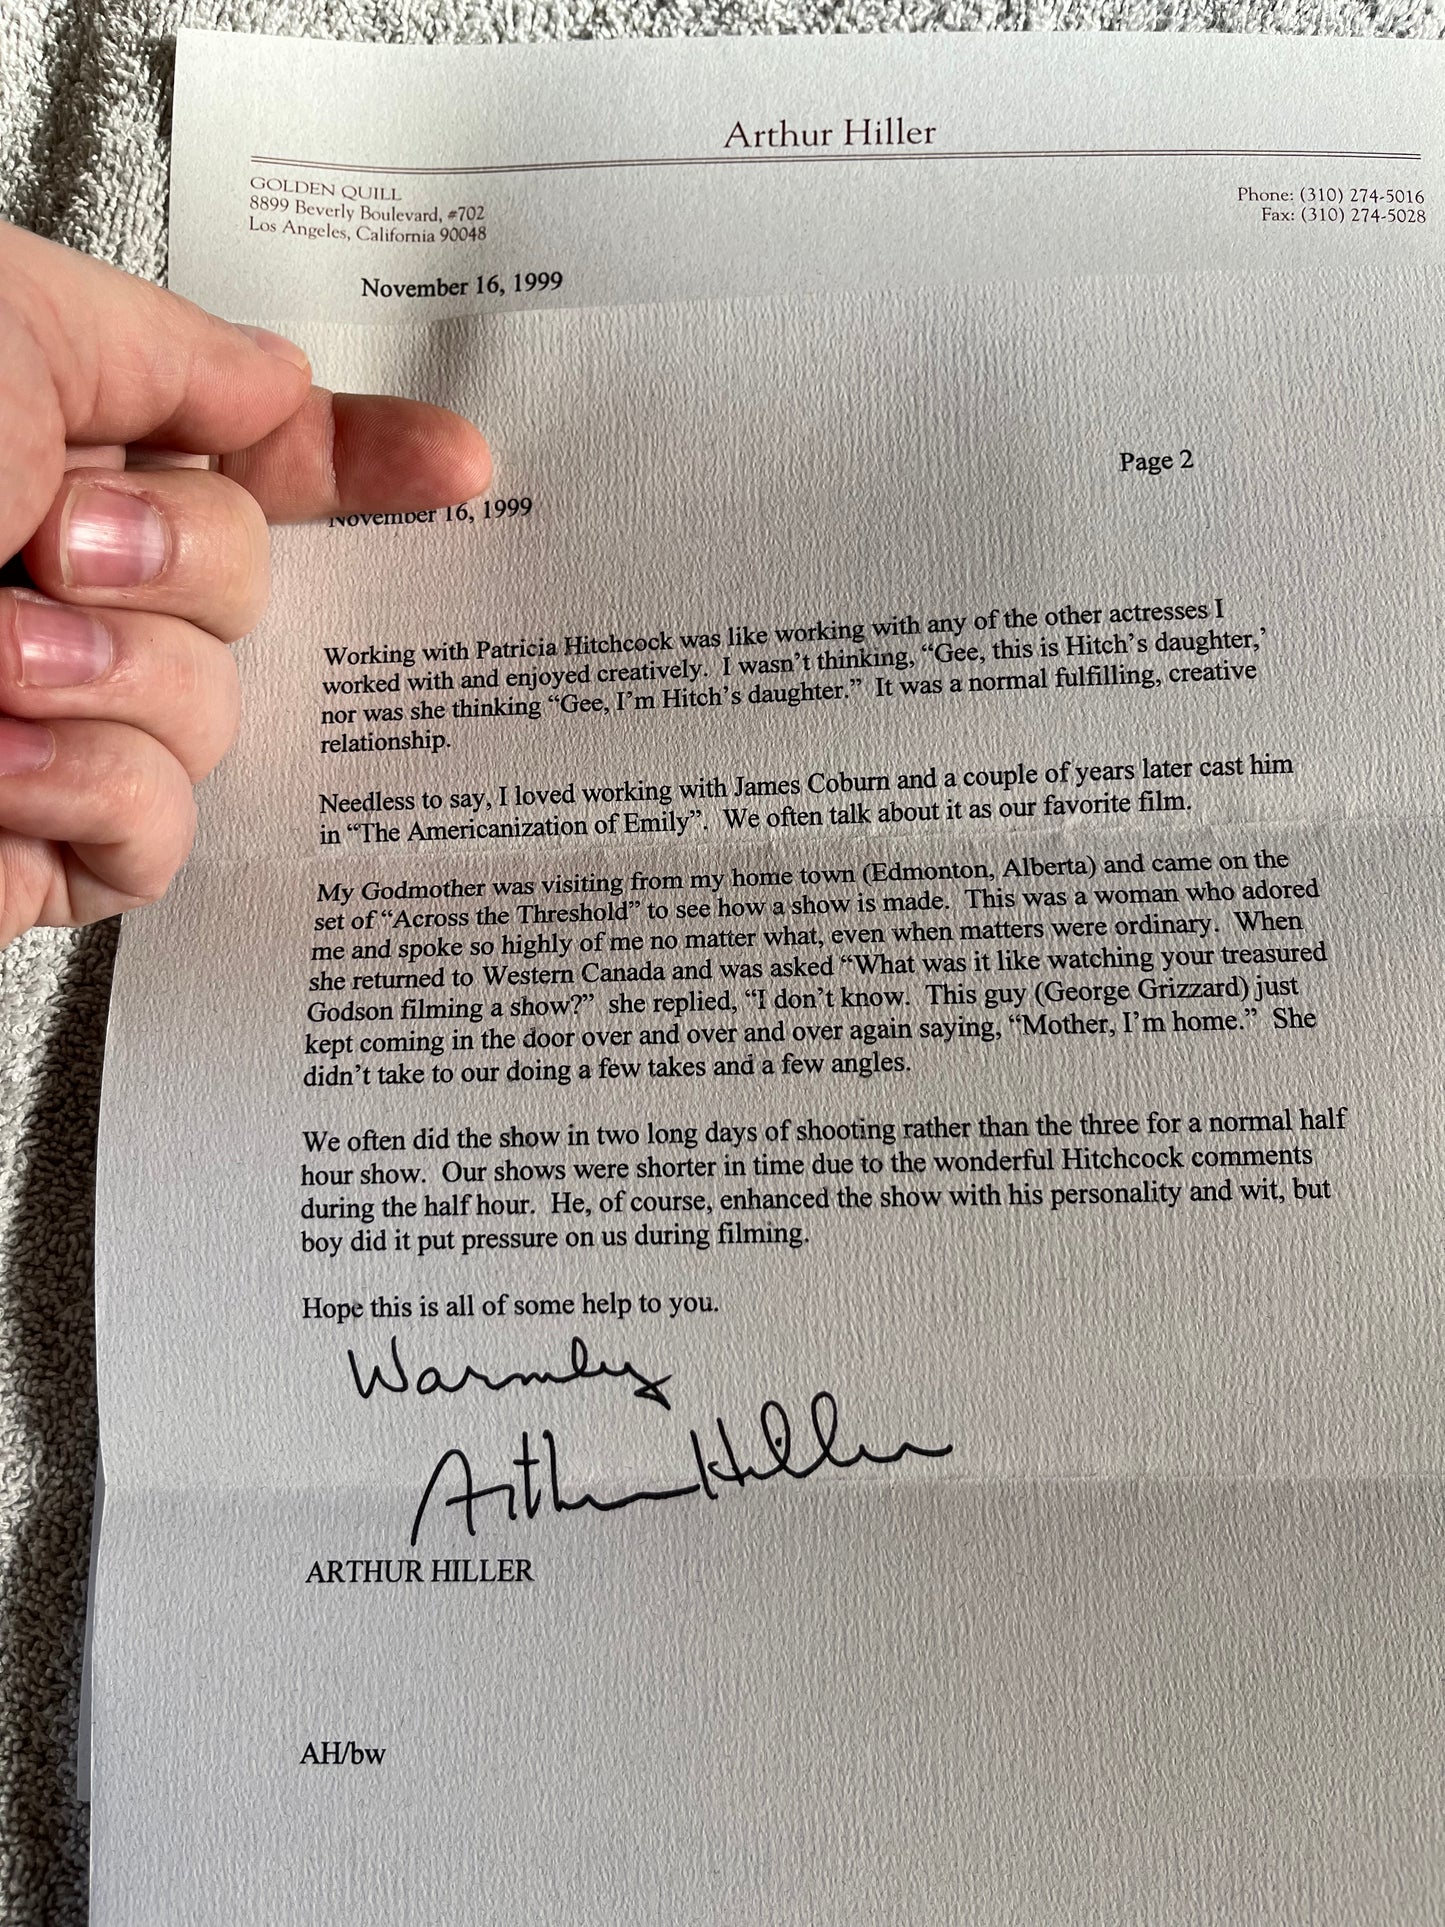 Arthur Hiller
GOLDEN QUILL
8899 Beverly Boulevard, #702
Los Angeles, California 90048
Phone: (310) 274-5016
Fax: (310) 274-5028
November 16, 1999
Page 2
November 16, 1999
Working with Patricia Hitchcock was like working with any of the other actresses I
worked with and enjoyed creatively. I wasn't thinking, “Gee, this is Hitch's daughter,’
nor was she thinking “Gee, I'm Hitch's daughter.” It was a normal fulfilling, creative
relationship.
Needless to say, I loved working with James Coburn and a couple of years later cast him
in “The Americanization of Emily”. We often talk about it as our favorite film.
My Godmother was visiting from my home town (Edmonton, Alberta) and came on the
set of “Across the Threshold” to see how a show is made. This was a woman who adored
me and spoke so highly of me no matter what, even when matters were ordinary. When
she returned to Western Canada and was asked “What was it like watching your treasured
Godson filming a show?” she replied, “I don't know. This guy (George Grizzard) just
kept coming in the door over and over and over again saying, “Mother, I'm home.” She
didn't take to our doing a few takes and a few angles.
We often did the show in two long days of shooting rather than the three for a normal half
hour show. Our shows were shorter in time due to the wonderful Hitchcock comments
during the half hour. He, of course, enhanced the show with his personality and wit, but
boy did it put pressure on us during filming.
Hope this is all of some help to you.
Warmly
Arthur Hiller
ARTHUR HILLER
AH/bw